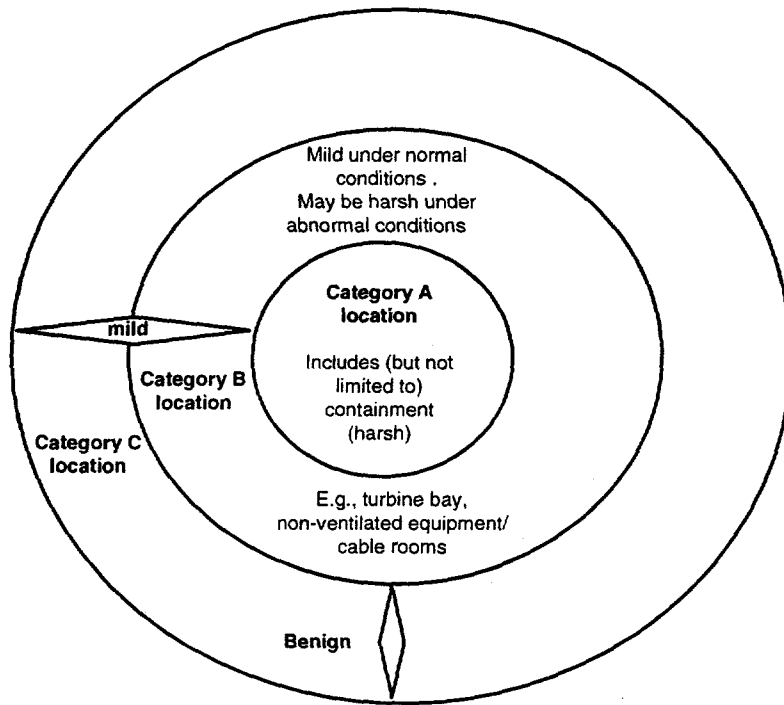 Mild under normal
conditions .
May be harsh under
abnormal conditions
Category A
location
mild
Includes (but not
limited to)
containment
(harsh)
Category B
location
Category C
location
E.g., turbine bay,
non-ventilated equipment/
cable rooms
Benign